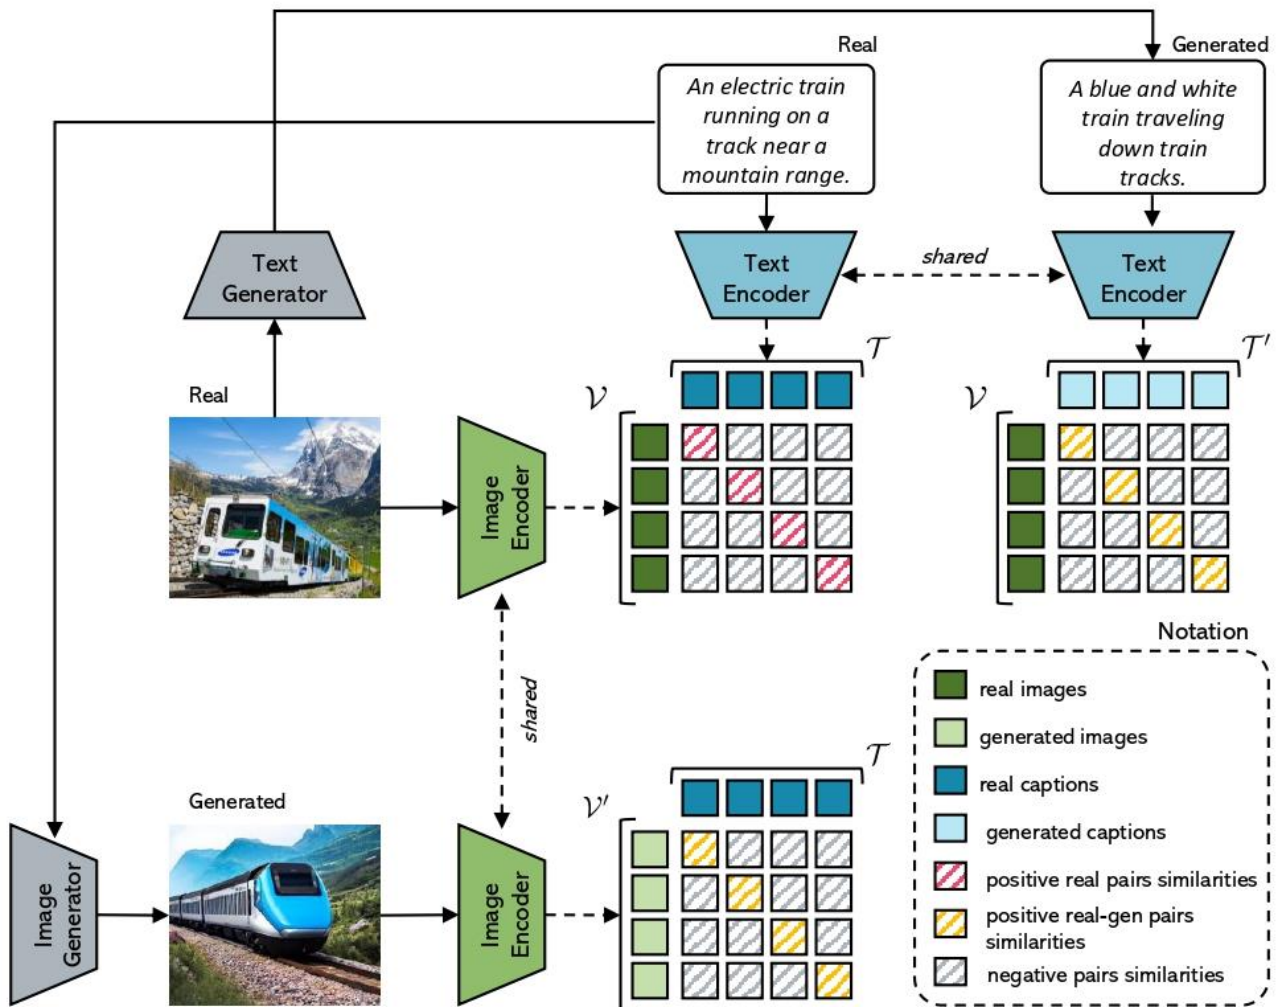 Real
An electric train
running on a
track near a
mountain range.
Generated
A blue and white
train traveling
down train
tracks.
Text
Generator
Text
Encoder
shared
Text
Encoder
Real
Image
Encoder
𝒱
𝒯
𝒱
𝒯′
shared
Generated
Image
Generator
Image
Encoder
𝒱′
𝒯
Notation
real images
generated images
real captions
generated captions
positive real pairs similarities
positive real-gen pairs
similarities
negative pairs similarities